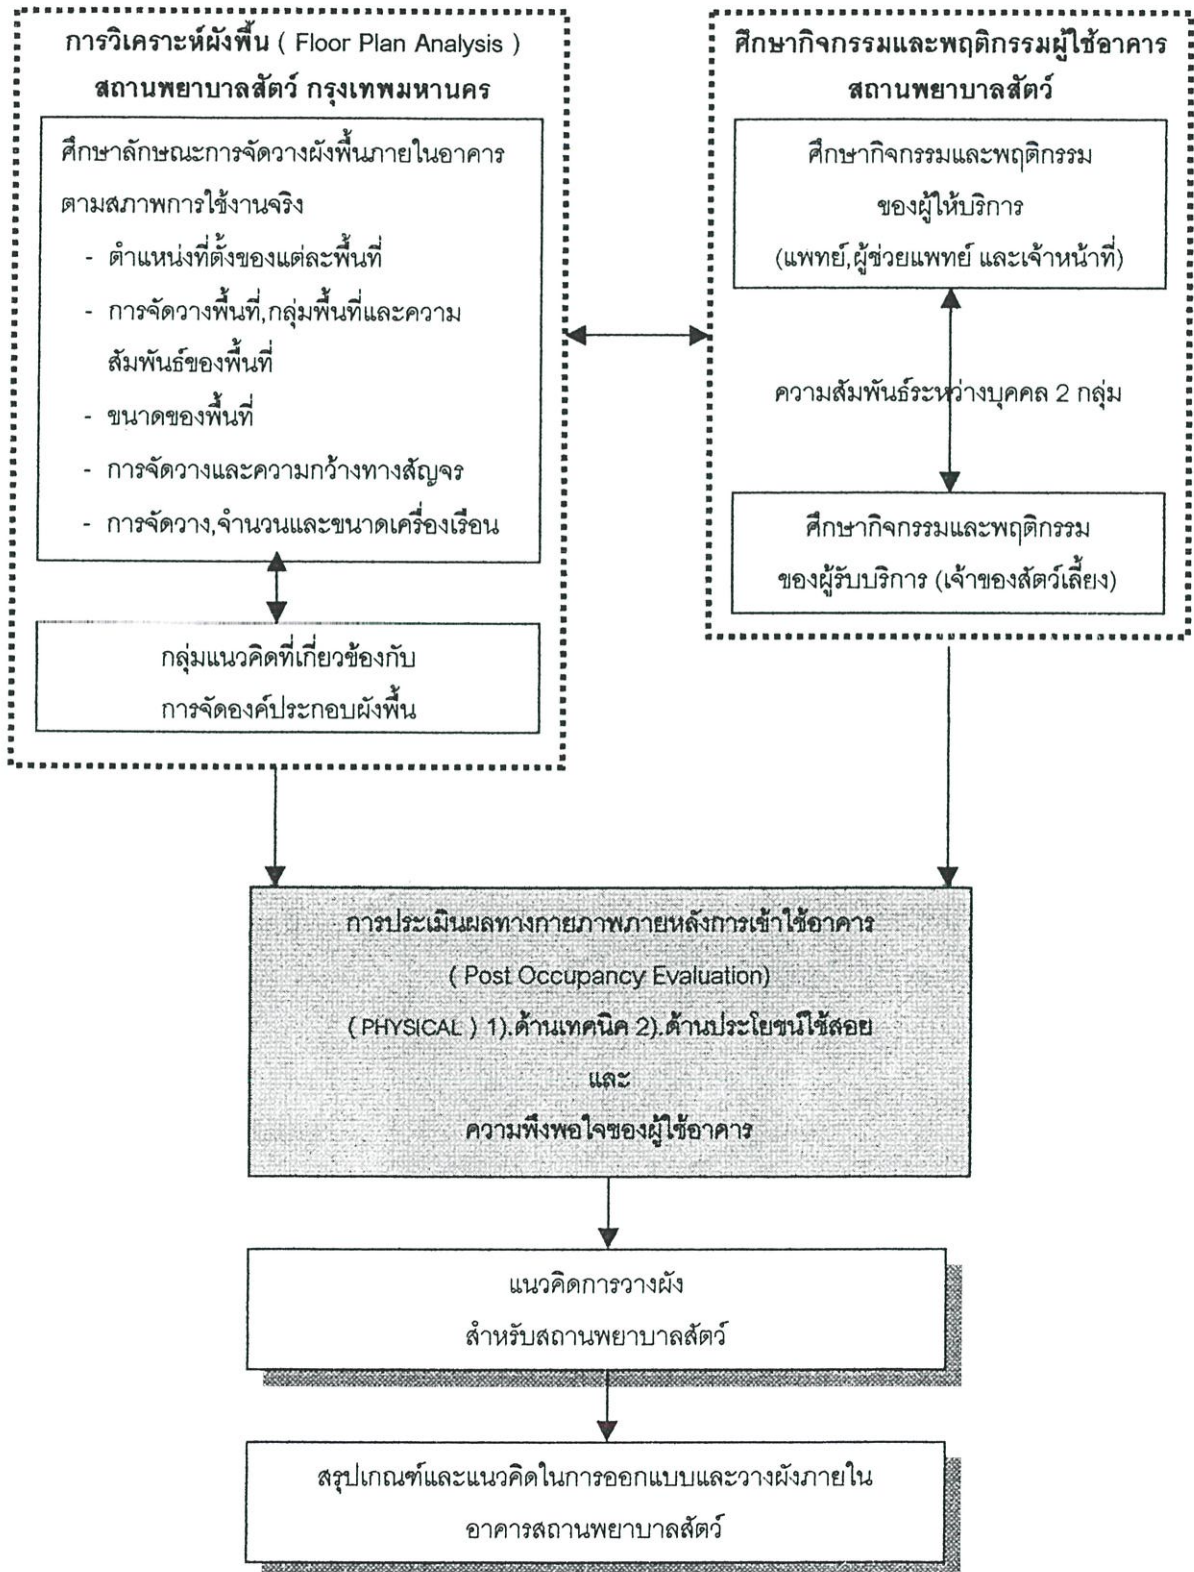 การวิเคราะห์ผังพื้น ( Floor Plan Analysis )
สถานพยาบาลสัตว์ กรุงเทพมหานคร
ศึกษาลักษณะการจัดวางผังพื้นภายในอาคาร
ตามสภาพการใช้งานจริง
- ตำแหน่งที่ตั้งของแต่ละพื้นที่
- การจัดวางพื้นที่,กลุ่มพื้นที่และความ
สัมพันธ์ของพื้นที่
- ขนาดของพื้นที่
- การจัดวางและความกว้างทางสัญจร
- การจัดวาง,จำนวนและขนาดเครื่องเรือน
กลุ่มแนวคิดที่เกี่ยวข้องกับ
การจัดองค์ประกอบผังพื้น
ศึกษากิจกรรมและพฤติกรรมผู้ใช้อาคาร
สถานพยาบาลสัตว์
ศึกษากิจกรรมและพฤติกรรม
ของผู้ให้บริการ
(แพทย์,ผู้ช่วยแพทย์ และเจ้าหน้าที่)
ความสัมพันธ์ระหว่างบุคคล 2 กลุ่ม
ศึกษากิจกรรมและพฤติกรรม
ของผู้รับบริการ (เจ้าของสัตว์เลี้ยง)
การประเมินผลทางกายภาพภายหลังการเข้าใช้อาคาร
( Post Occupancy Evaluation)
( PHYSICAL ) 1).ด้านเทคนิค 2).ด้านประโยชน์ใช้สอย
และ
ความพึงพอใจของผู้ใช้อาคาร
แนวคิดการวางผัง
สำหรับสถานพยาบาลสัตว์
สรุปเกณฑ์และแนวคิดในการออกแบบและวางผังภายใน
อาคารสถานพยาบาลสัตว์